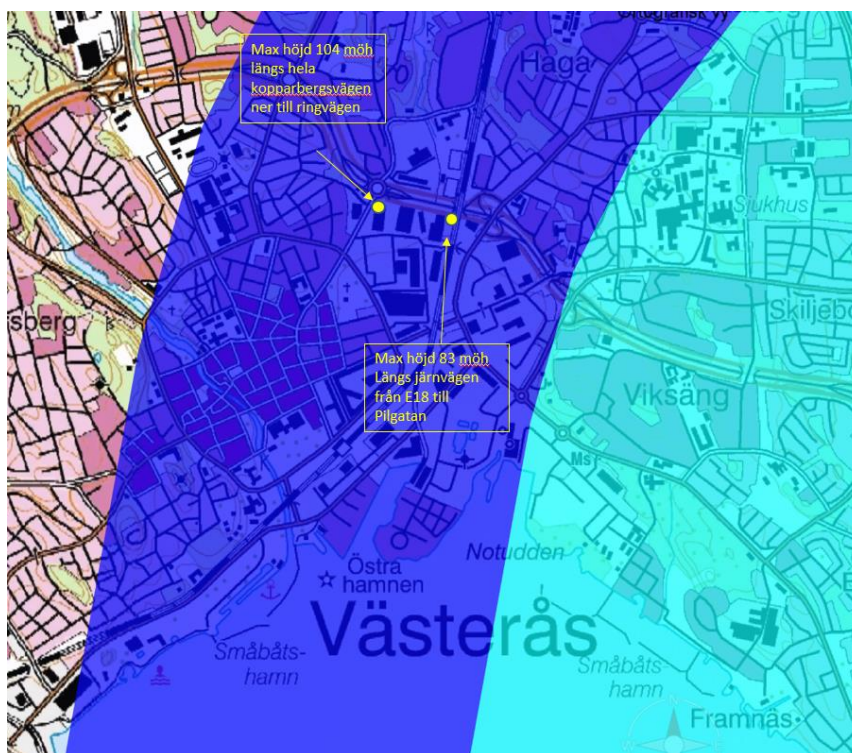 Max höjd 104 möh
längs hela
kopparbergsvägen
ner till ringvägen
Haga
Sjukhus
sberg
Skiljebo
Max höjd 83 möh
Längs järnvägen
från E18 till
Pilgatan
Viksäng
Ms
Notudden
Östra
hamnen
Västerås
Småbåts-
hamn
Småbåts-
hamn
Framnäs